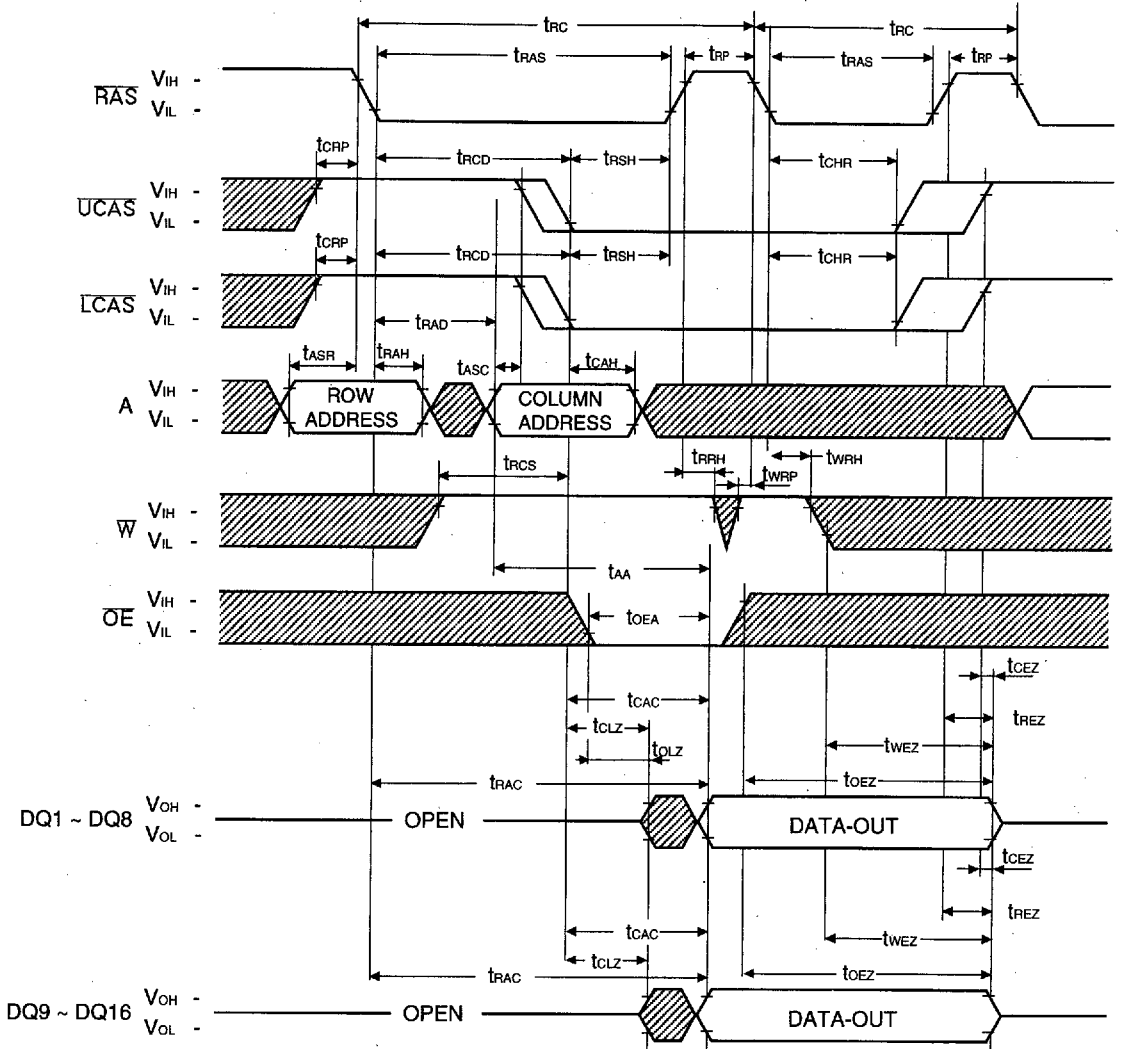 tRC tRC
tRAS tRP tRAS tRP
RAS VIH -
VIL -
tCRP tRCD tRSH tCHR
UCAS VIH -
VIL -
tCRP tRCD tRSH tCHR
LCAS VIH -
VIL -
tRAD
tASR tRAH tASC tCAH
A VIH -
VIL -
ROW
ADDRESS
COLUMN
ADDRESS
tRCS tRRH tWRH
tWRP
W VIH -
VIL -
tAA
OE VIH -
VIL -
tOEA
tCEZ
tCAC tREZ
tCLZ tWEZ
tOLZ
tRAC tOEZ
DQ1 ~ DQ8 VOH -
VOL -
OPEN DATA-OUT
tCEZ
tREZ
tCAC tWEZ
tCLZ
tRAC tOEZ
DQ9 ~ DQ16 VOH -
VOL -
OPEN DATA-OUT